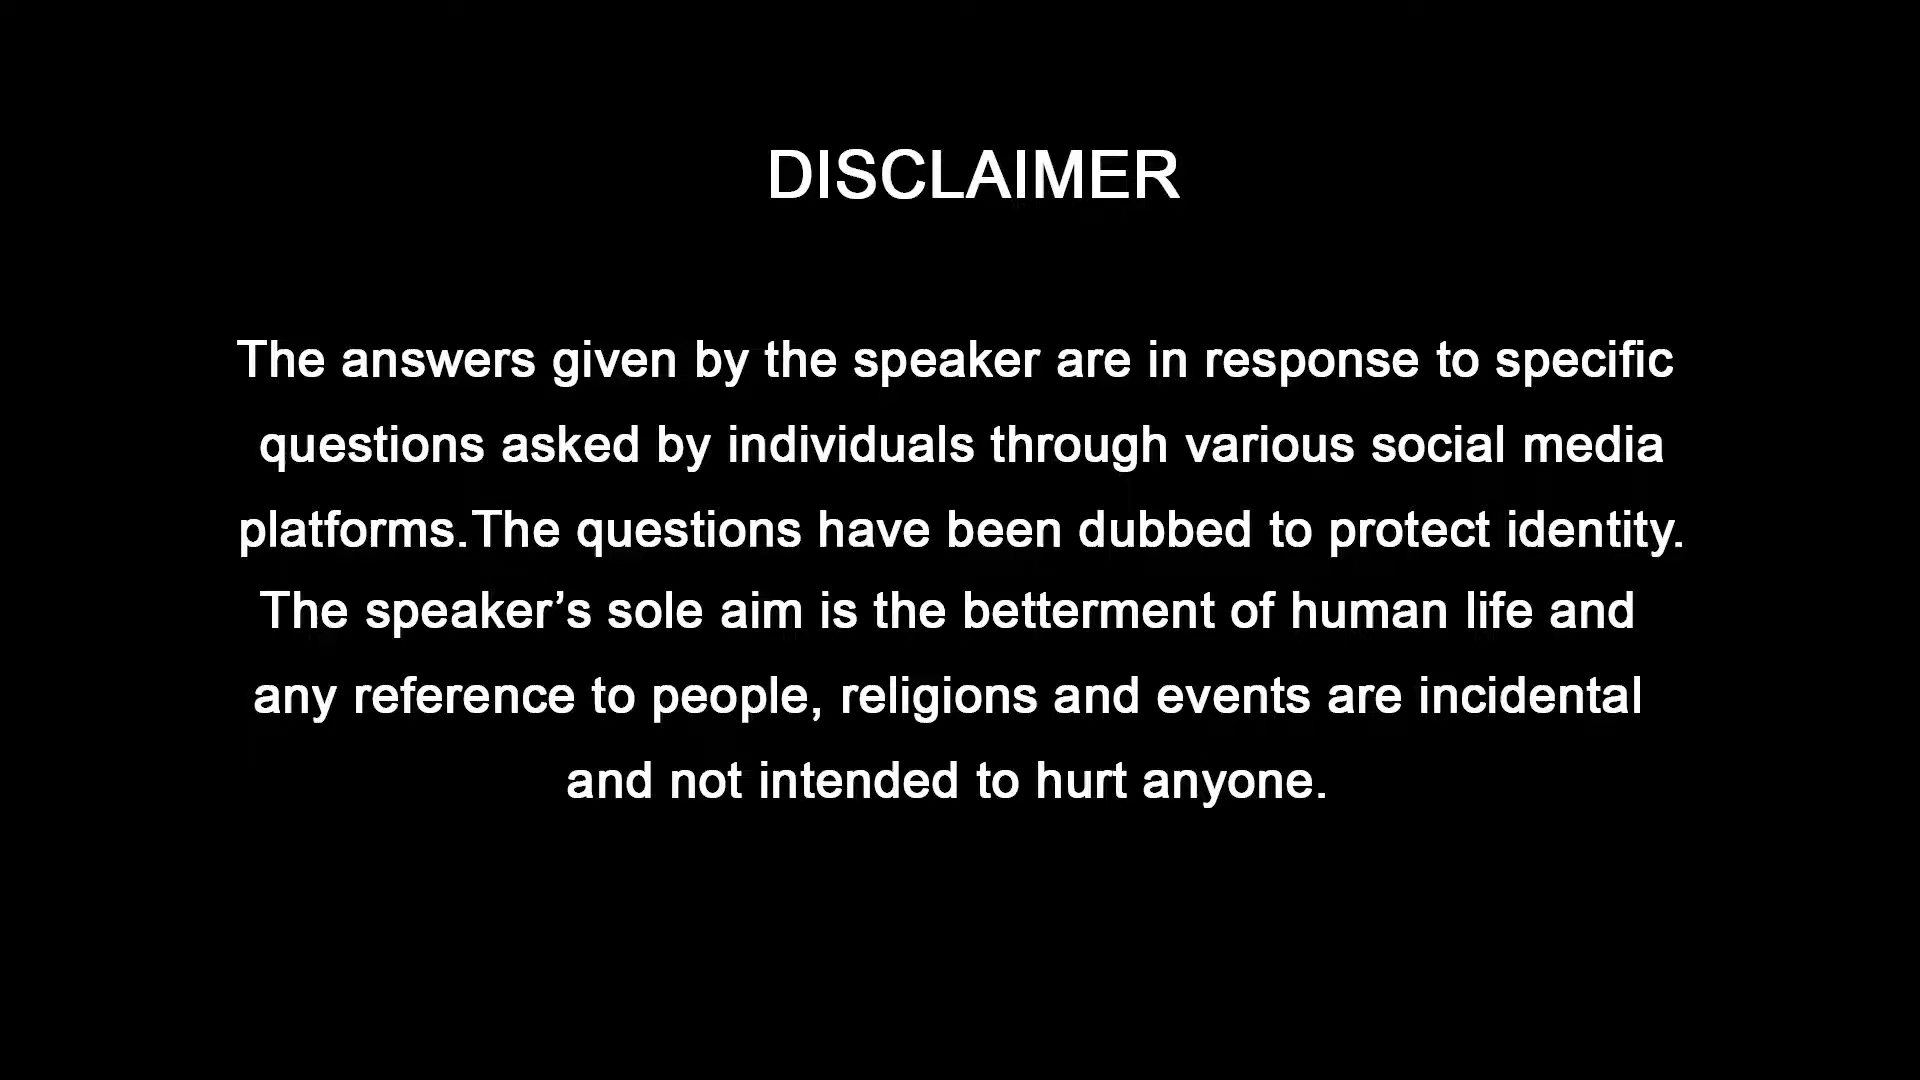 DISCLAIMER
The answers given by the speaker are in response to specific
questions asked by individuals through various social media
platforms.The questions have been dubbed to protect identity.
The speaker’s sole aim is the betterment of human life and
any reference to people, religions and events are incidental
and not intended to hurt anyone.